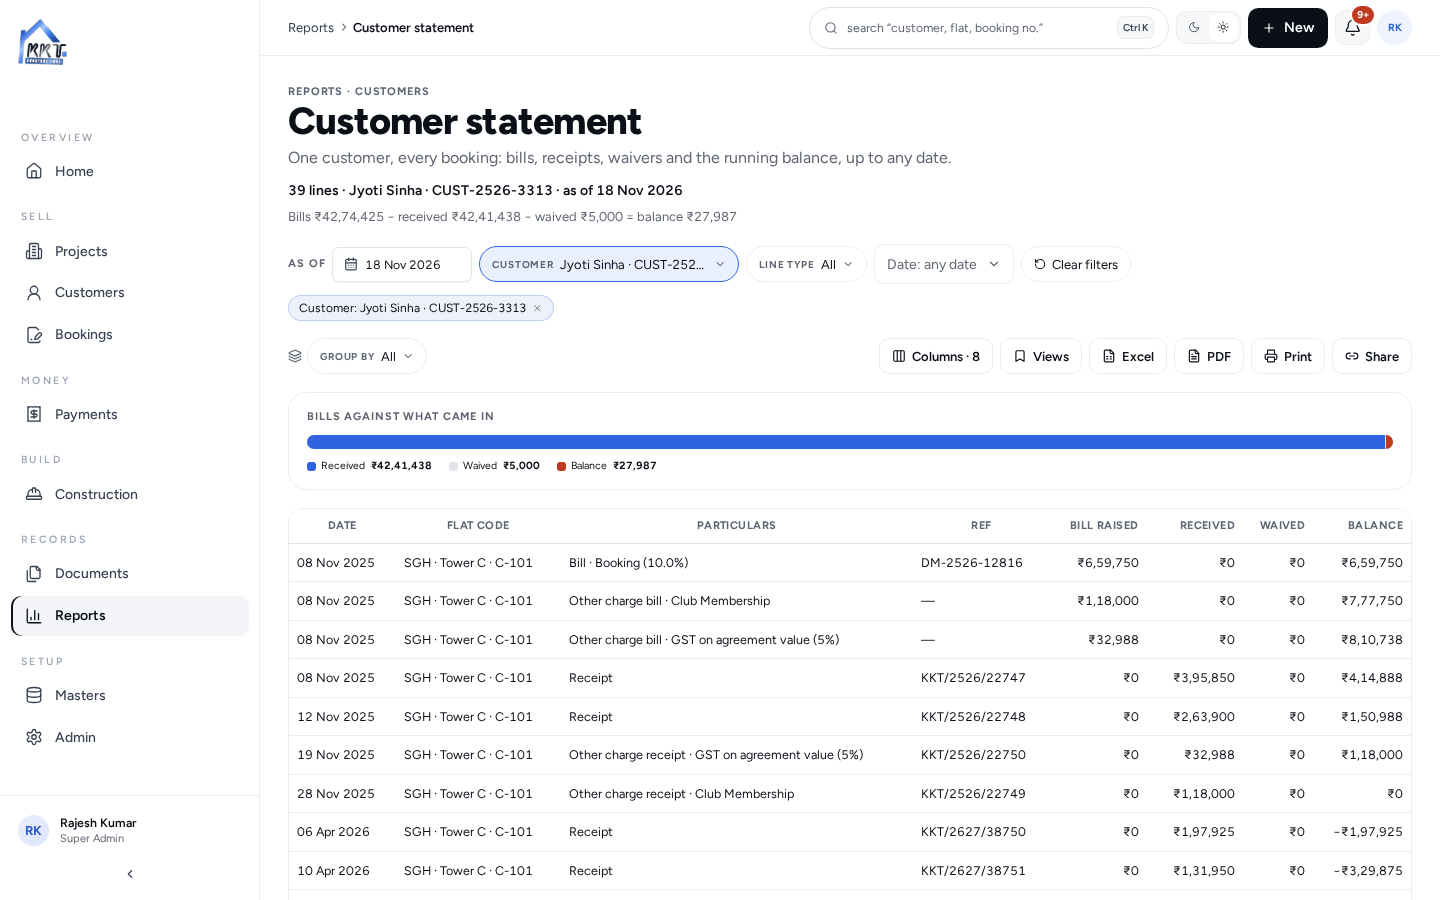 KKT
CONSTRUCTIONS
Reports > Customer statement
search “customer, flat, booking no.”
Ctrl K
New
9+
RK
OVERVIEW
Home
SELL
Projects
Customers
Bookings
MONEY
Payments
BUILD
Construction
RECORDS
Documents
Reports
SETUP
Masters
Admin
RK
Rajesh Kumar
Super Admin
REPORTS · CUSTOMERS
Customer statement
One customer, every booking: bills, receipts, waivers and the running balance, up to any date.
39 lines · Jyoti Sinha · CUST-2526-3313 · as of 18 Nov 2026
Bills ₹42,74,425 − received ₹42,41,438 − waived ₹5,000 = balance ₹27,987
AS OF 18 Nov 2026 CUSTOMER Jyoti Sinha · CUST-252... LINE TYPE All Date: any date Clear filters
Customer: Jyoti Sinha · CUST-2526-3313 ×
GROUP BY All Columns · 8 Views Excel PDF Print Share
BILLS AGAINST WHAT CAME IN
Received ₹42,41,438 Waived ₹5,000 Balance ₹27,987
DATE FLAT CODE PARTICULARS REF BILL RAISED RECEIVED WAIVED BALANCE
08 Nov 2025 SGH · Tower C · C-101 Bill · Booking (10.0%) DM-2526-12816 ₹6,59,750 ₹0 ₹0 ₹6,59,750
08 Nov 2025 SGH · Tower C · C-101 Other charge bill · Club Membership — ₹1,18,000 ₹0 ₹0 ₹7,77,750
08 Nov 2025 SGH · Tower C · C-101 Other charge bill · GST on agreement value (5%) — ₹32,988 ₹0 ₹0 ₹8,10,738
08 Nov 2025 SGH · Tower C · C-101 Receipt KKT/2526/22747 ₹0 ₹3,95,850 ₹0 ₹4,14,888
12 Nov 2025 SGH · Tower C · C-101 Receipt KKT/2526/22748 ₹0 ₹2,63,900 ₹0 ₹1,50,988
19 Nov 2025 SGH · Tower C · C-101 Other charge receipt · GST on agreement value (5%) KKT/2526/22750 ₹0 ₹32,988 ₹0 ₹1,18,000
28 Nov 2025 SGH · Tower C · C-101 Other charge receipt · Club Membership KKT/2526/22749 ₹0 ₹1,18,000 ₹0 ₹0
06 Apr 2026 SGH · Tower C · C-101 Receipt KKT/2627/38750 ₹0 ₹1,97,925 ₹0 −₹1,97,925
10 Apr 2026 SGH · Tower C · C-101 Receipt KKT/2627/38751 ₹0 ₹1,31,950 ₹0 −₹3,29,875